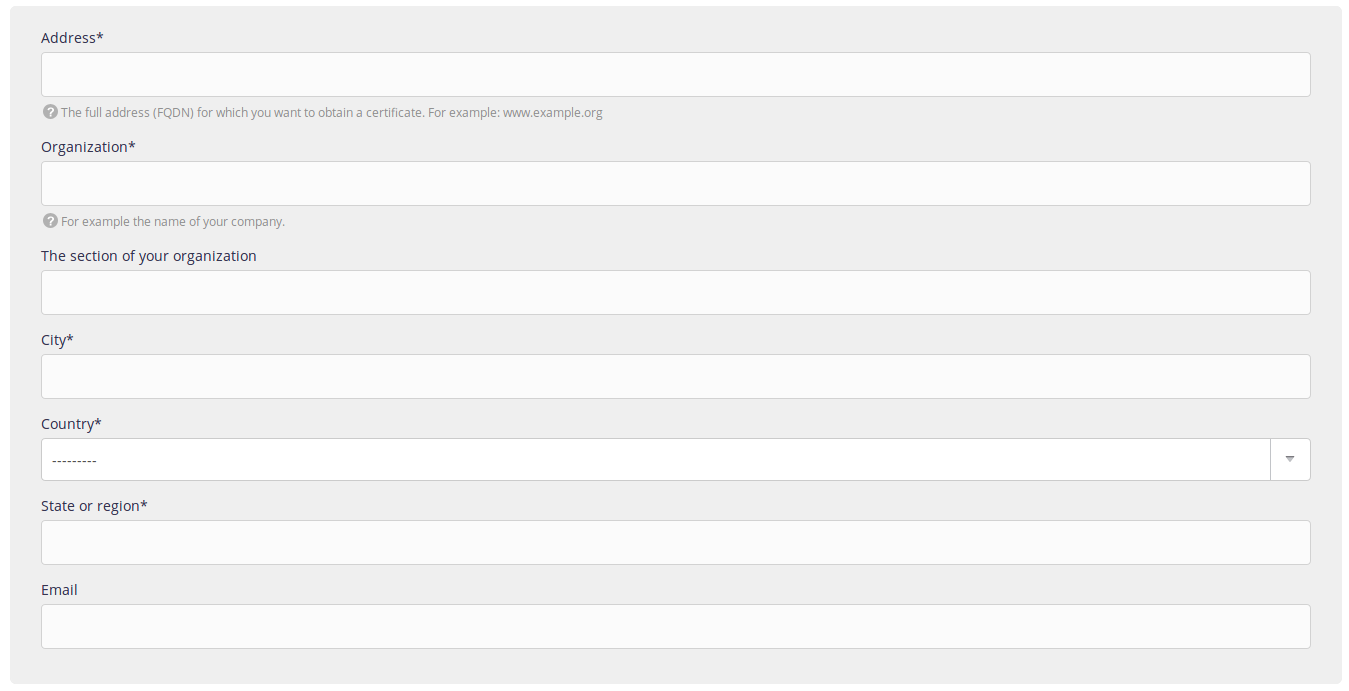 Address*
The full address (FQDN) for which you want to obtain a certificate. For example: www.example.org
Organization*
For example the name of your company.
The section of your organization
City*
Country*
---------
State or region*
Email